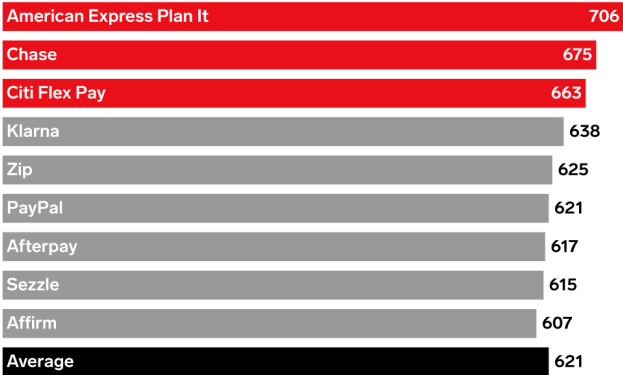 American Express Plan It 706
Chase 675
Citi Flex Pay 663
Klarna 638
Zip 625
PayPal 621
Afterpay 617
Sezzle 615
Affirm 607
Average 621